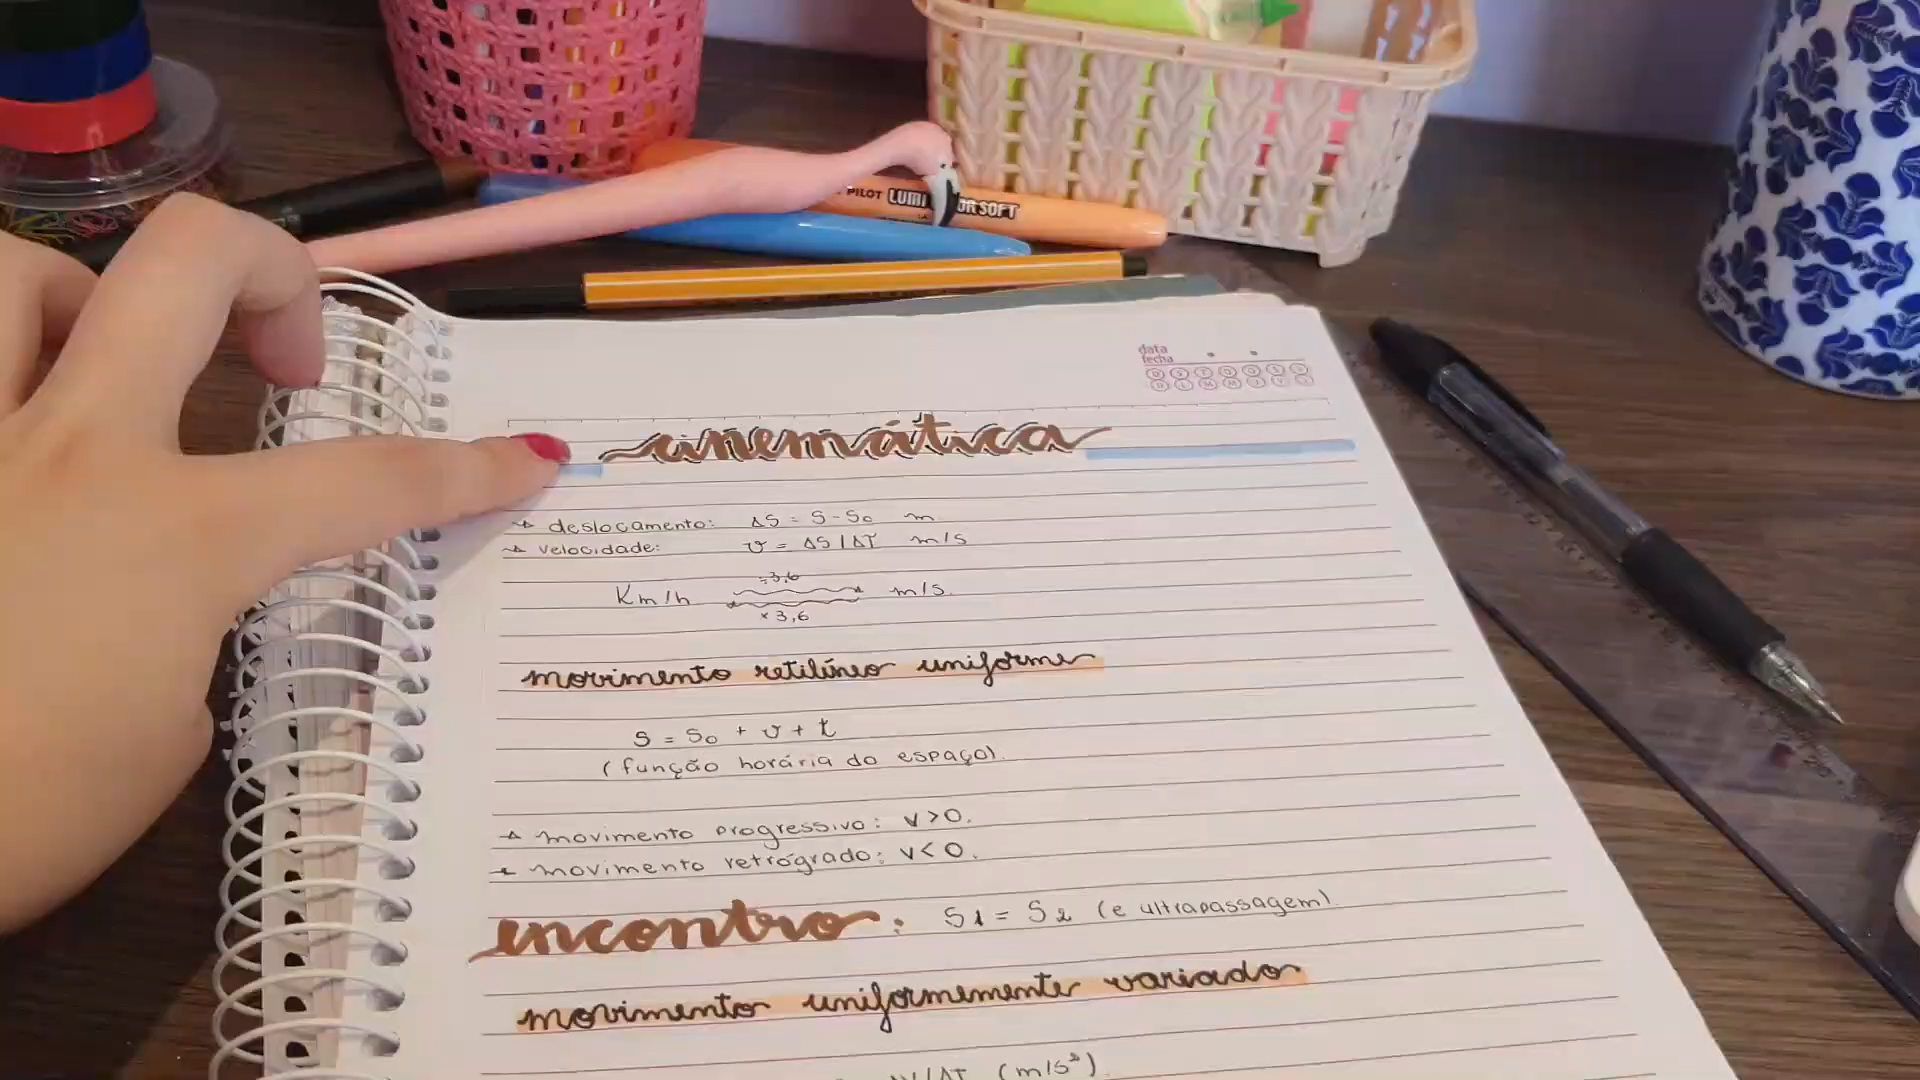 PILOT LUMI OR SOFT
data
fecha
cinemática
deslocamento: ΔS = S - S₀ m
velocidade: v = ΔS/ΔT m/s
÷3,6
Km/h m/s.
× 3,6
movimento retilíneo uniforme
S = S₀ + v + t
(função horária do espaço).
movimento progressivo: v > 0.
movimento retrógrado: v < 0.
encontro: S₁ = S₂ (e ultrapassagem).
movimento uniformemente variado
(m/s²)